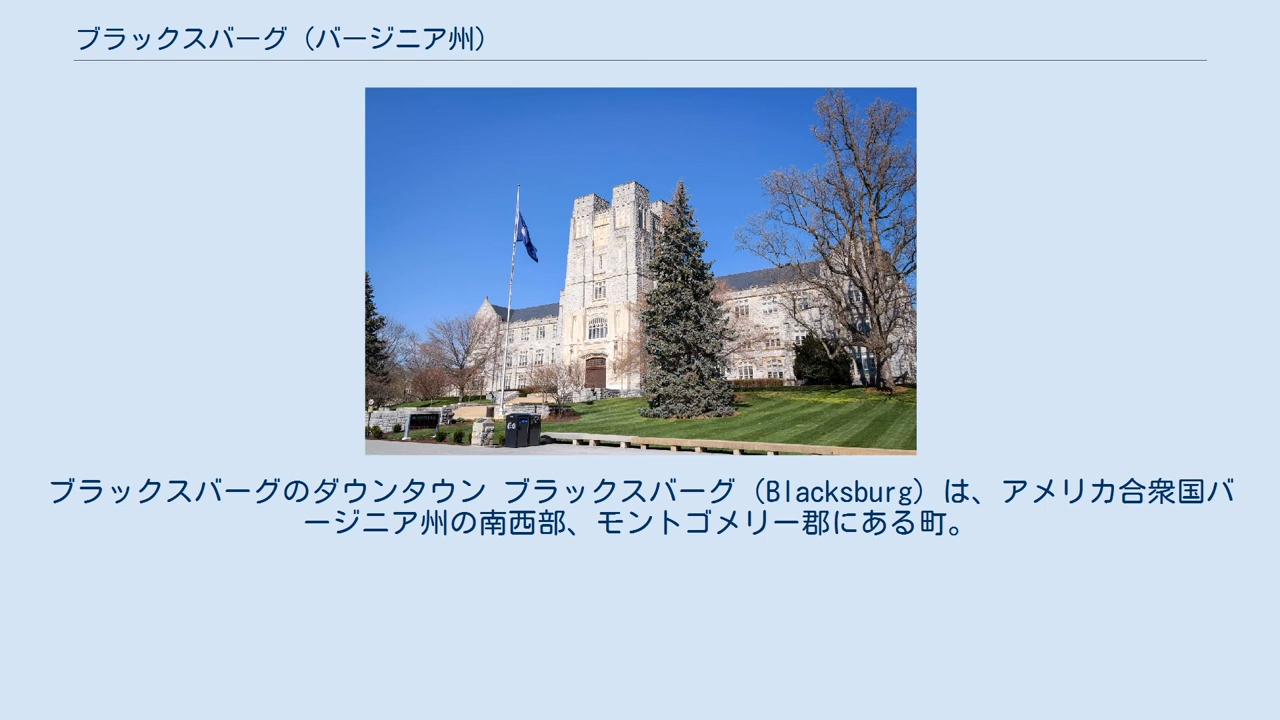 ブラックスバーグ（バージニア州）
ブラックスバーグのダウンタウン ブラックスバーグ（Blacksburg）は、アメリカ合衆国バ
ージニア州の南西部、モントゴメリー郡にある町。